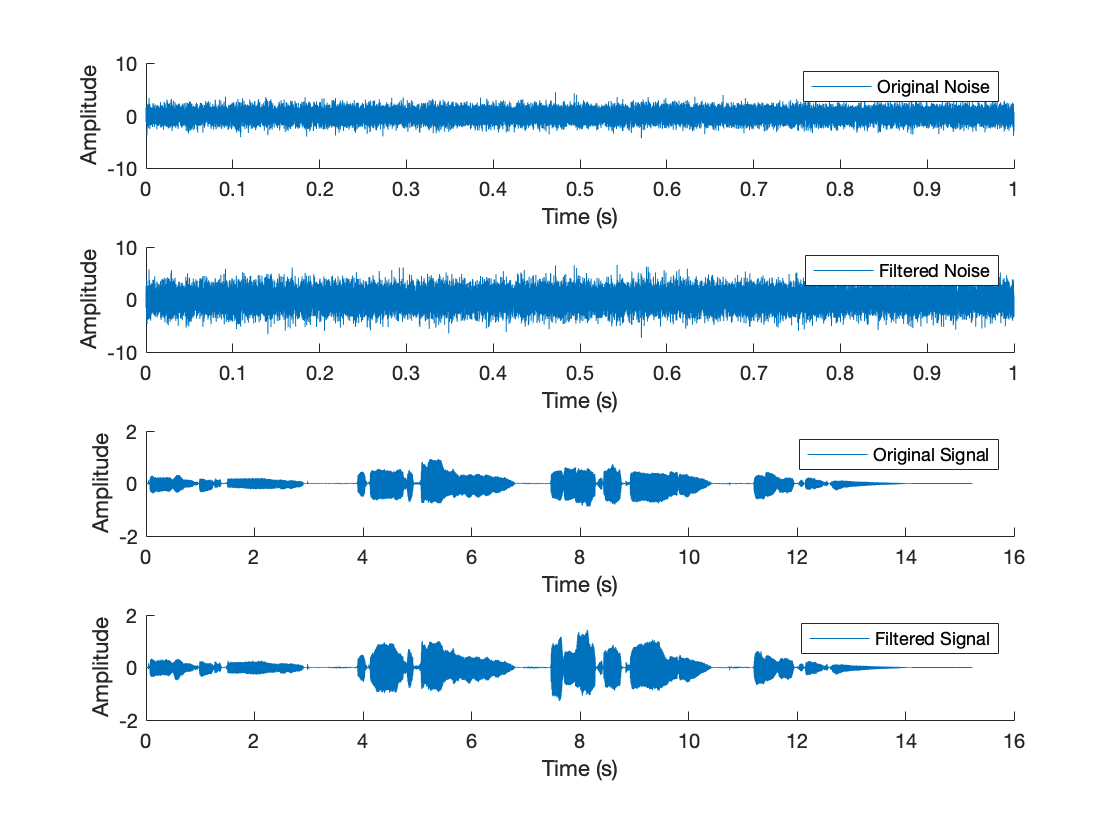 10
Original Noise
Amplitude
0
-10
0 0.1 0.2 0.3 0.4 0.5 0.6 0.7 0.8 0.9 1
Time (s)
10
Filtered Noise
Amplitude
0
-10
0 0.1 0.2 0.3 0.4 0.5 0.6 0.7 0.8 0.9 1
Time (s)
2
Original Signal
Amplitude
0
-2
0 2 4 6 8 10 12 14 16
Time (s)
2
Filtered Signal
Amplitude
0
-2
0 2 4 6 8 10 12 14 16
Time (s)